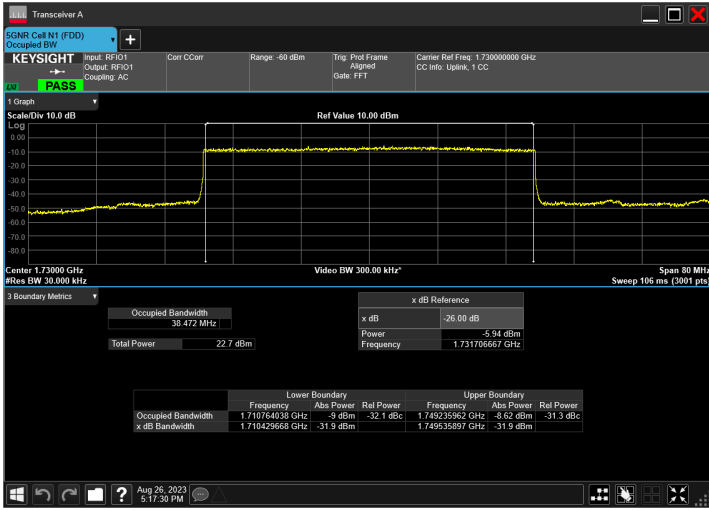 Transceiver A
5GNR Cell N1 (FDD)
Occupied BW
KEYSIGHT
PASS
Input: RFIO1
Output: RFIO1
Coupling: AC
Corr CCorr
Range: -60 dBm
Trig: Prot Frame
Aligned
Gate: FFT
Carrier Ref Freq: 1.730000000 GHz
CC Info: Uplink, 1 CC
1 Graph
Scale/Div 10.0 dB
Ref Value 10.00 dBm
Log
0.00
-10.0
-20.0
-30.0
-40.0
-50.0
-60.0
-70.0
-80.0
Center 1.73000 GHz
Video BW 300.00 kHz*
Span 80 MHz
#Res BW 30.000 kHz
Sweep 106 ms (3001 pts)
3 Boundary Metrics
Occupied Bandwidth
38.472 MHz
Total Power 22.7 dBm
x dB Reference
x dB -26.00 dB
Power -5.94 dBm
Frequency 1.731706667 GHz
Lower Boundary Upper Boundary
Frequency Abs Power Rel Power Frequency Abs Power Rel Power
Occupied Bandwidth 1.710764038 GHz -9 dBm -32.1 dBc 1.749235962 GHz -8.62 dBm -31.3 dBc
x dB Bandwidth 1.710429668 GHz -31.9 dBm 1.749535897 GHz -31.9 dBm
?
Aug 26, 2023
5:17:30 PM